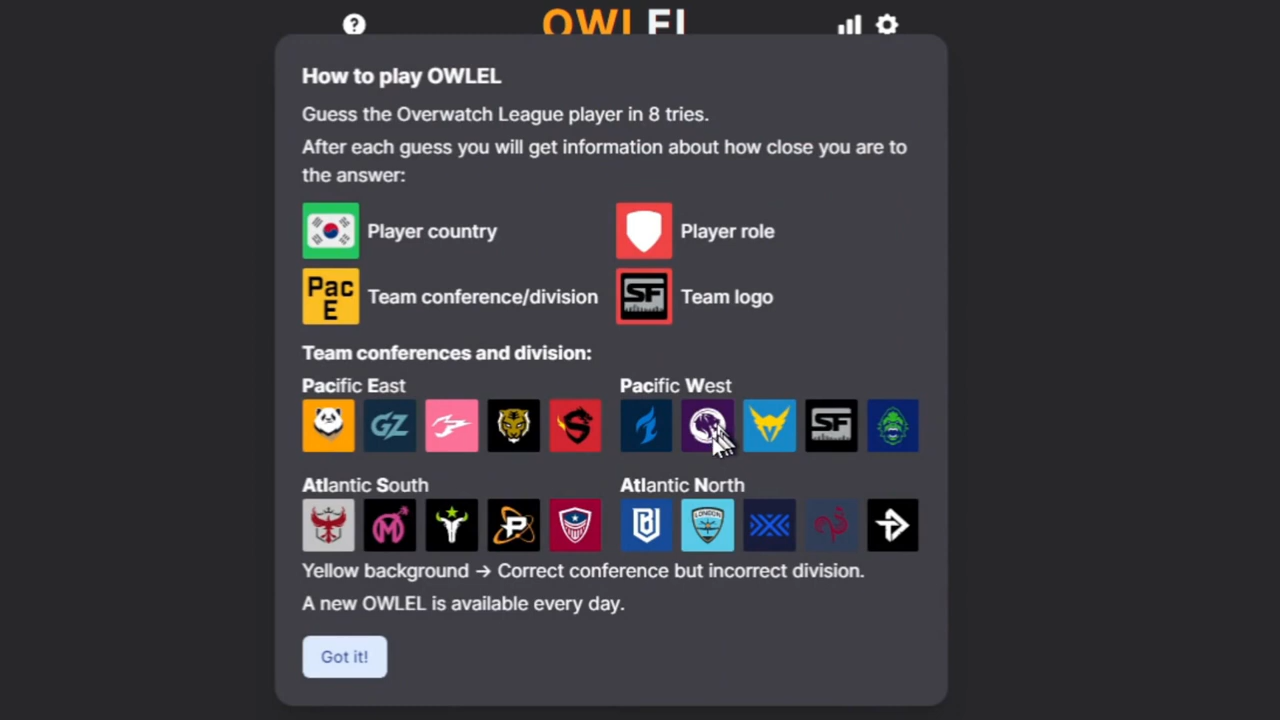 OWLEL
How to play OWLEL
Guess the Overwatch League player in 8 tries.
After each guess you will get information about how close you are to
the answer:
Player country
Player role
Pac
E
Team conference/division
SF
Team logo
Team conferences and division:
Pacific East
Pacific West
GZ
SF
Atlantic South
Atlantic North
LONDON
Yellow background → Correct conference but incorrect division.
A new OWLEL is available every day.
Got it!